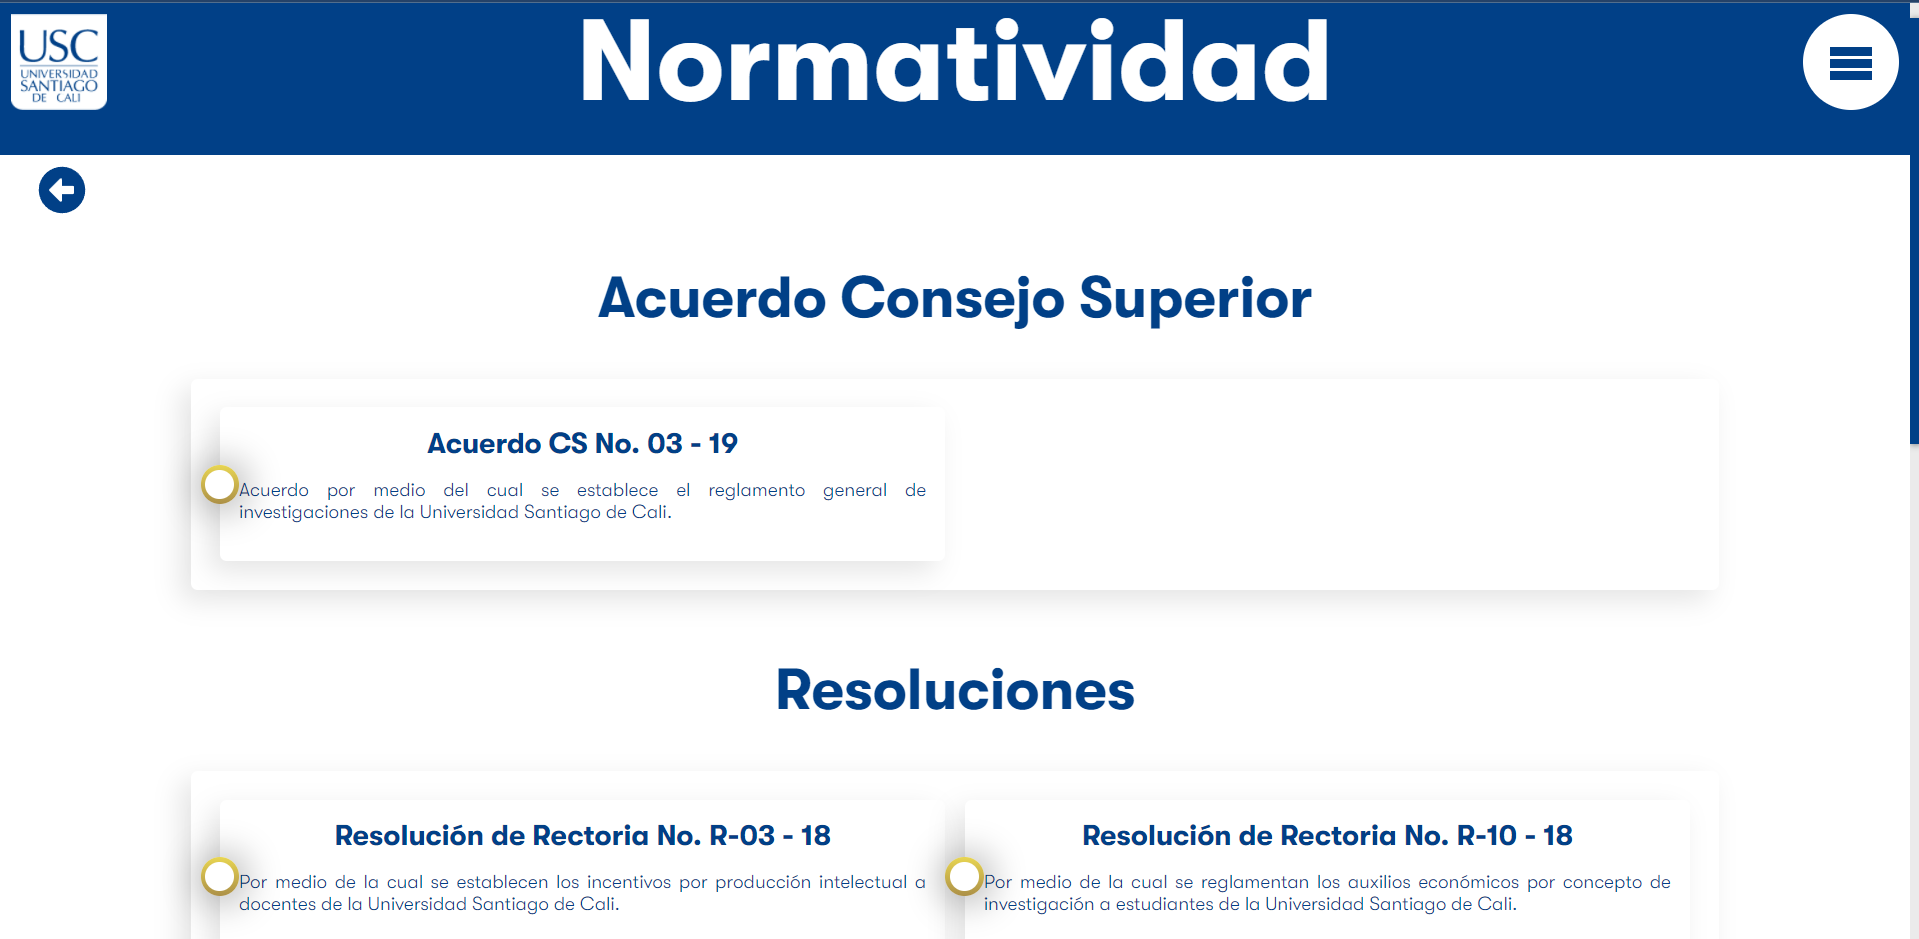 USC
UNIVERSIDAD
SANTIAGO
DE CALI
Normatividad
Acuerdo Consejo Superior
Acuerdo CS No. 03 - 19
Acuerdo por medio del cual se establece el reglamento general de
investigaciones de la Universidad Santiago de Cali.
Resoluciones
Resolución de Rectoria No. R-03 - 18
Por medio de la cual se establecen los incentivos por producción intelectual a
docentes de la Universidad Santiago de Cali.
Resolución de Rectoria No. R-10 - 18
Por medio de la cual se reglamentan los auxilios económicos por concepto de
investigación a estudiantes de la Universidad Santiago de Cali.